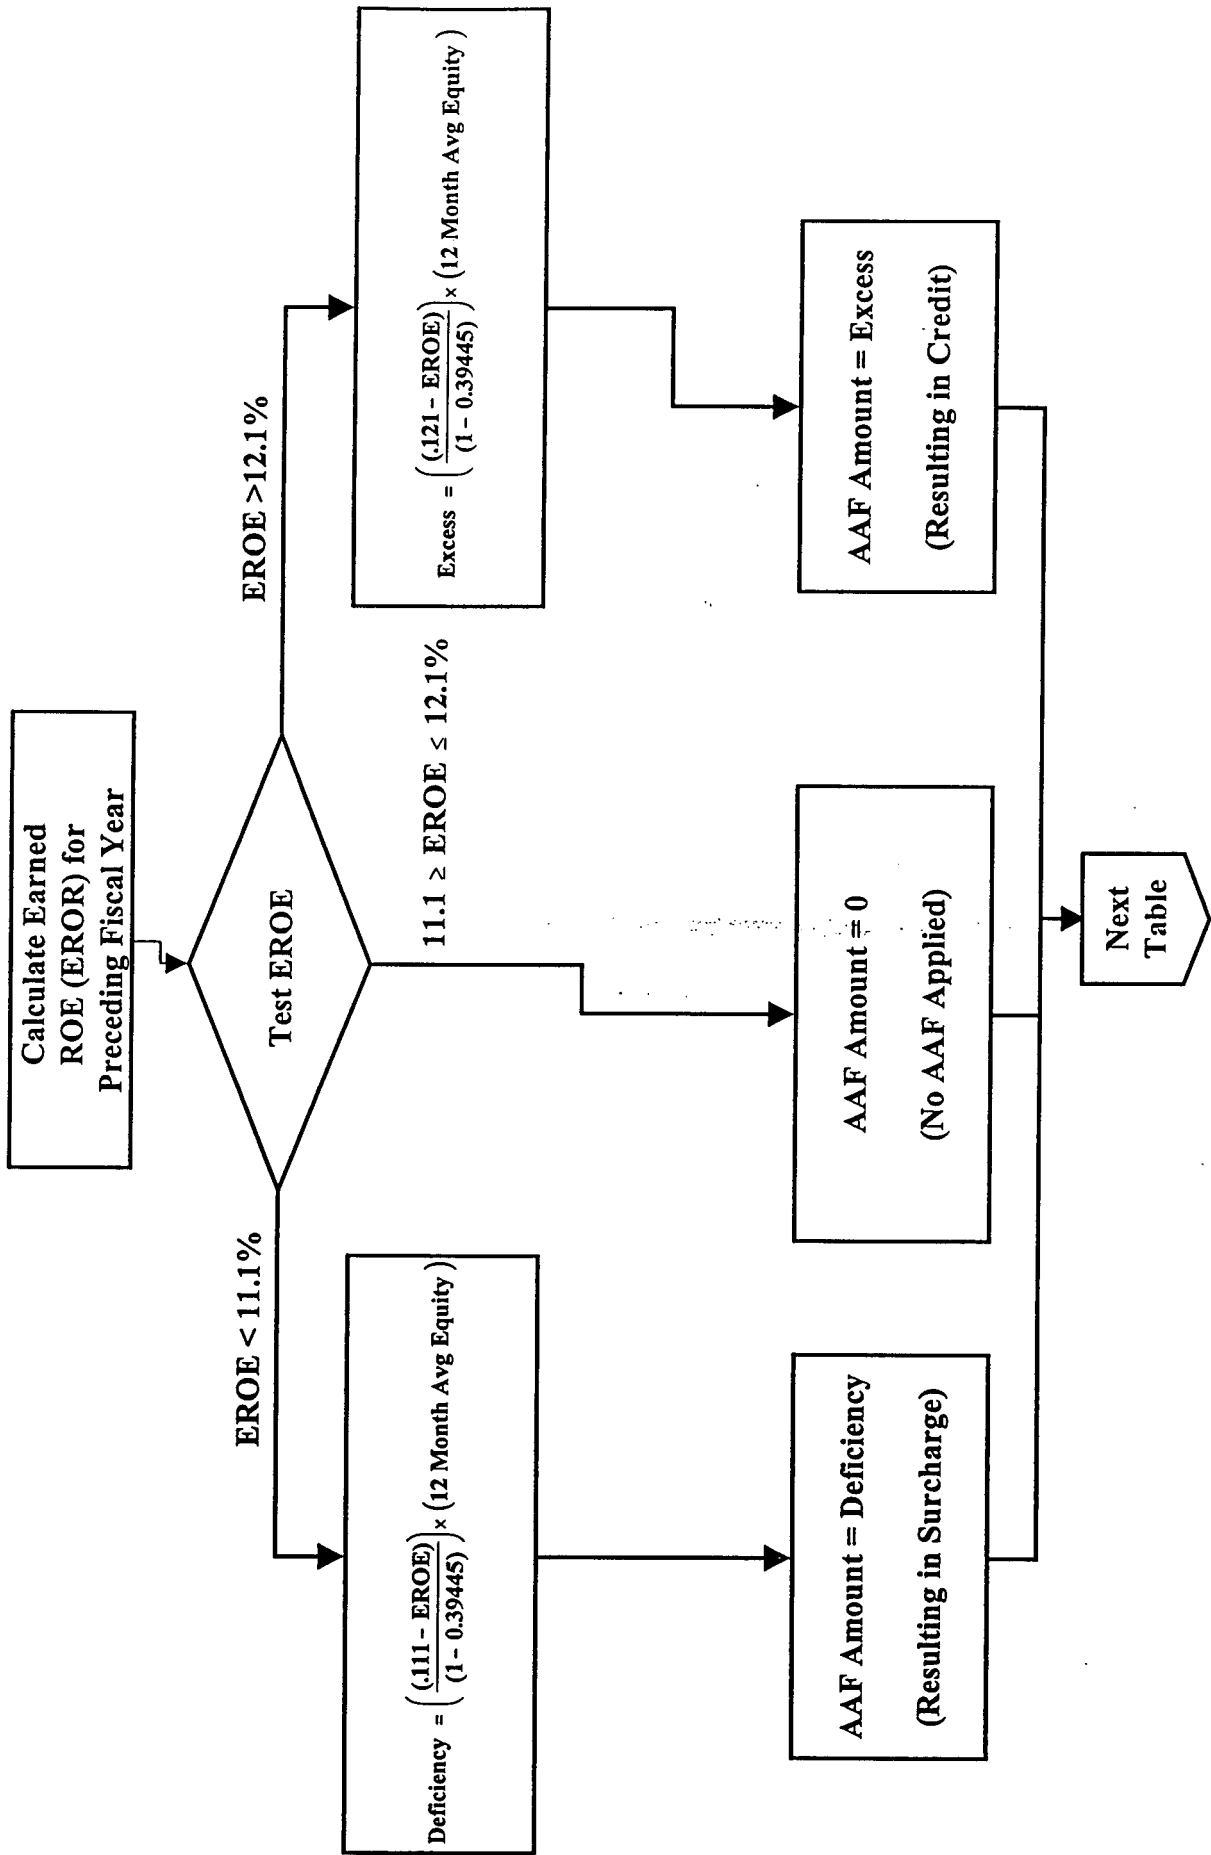 Calculate Earned
ROE (EROR) for
Preceding Fiscal Year
Test EROE
EROE < 11.1%
11.1 ≥ EROE ≤ 12.1%
EROE >12.1%
Deficiency = ((.111 – EROE) / (1 – 0.39445)) × (12 Month Avg Equity)
Excess = ((.121 – EROE) / (1 – 0.39445)) × (12 Month Avg Equity)
AAF Amount = Deficiency
(Resulting in Surcharge)
AAF Amount = 0
(No AAF Applied)
AAF Amount = Excess
(Resulting in Credit)
Next
Table